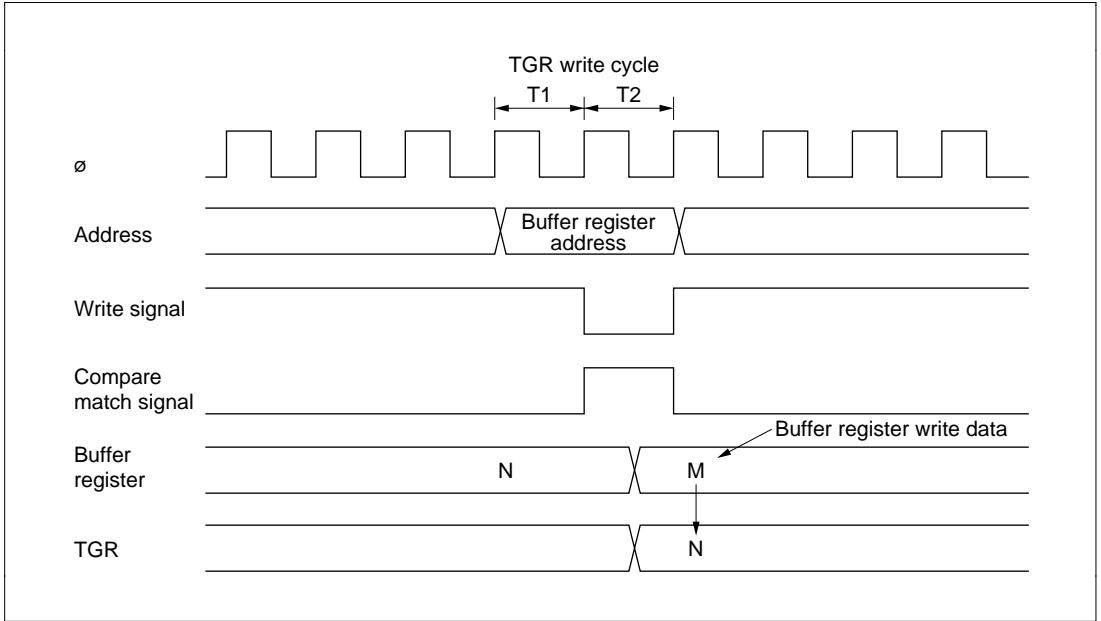 TGR write cycle
T1 T2
ø
Address
Buffer register
address
Write signal
Compare
match signal
Buffer register write data
Buffer
register
N M
TGR
N